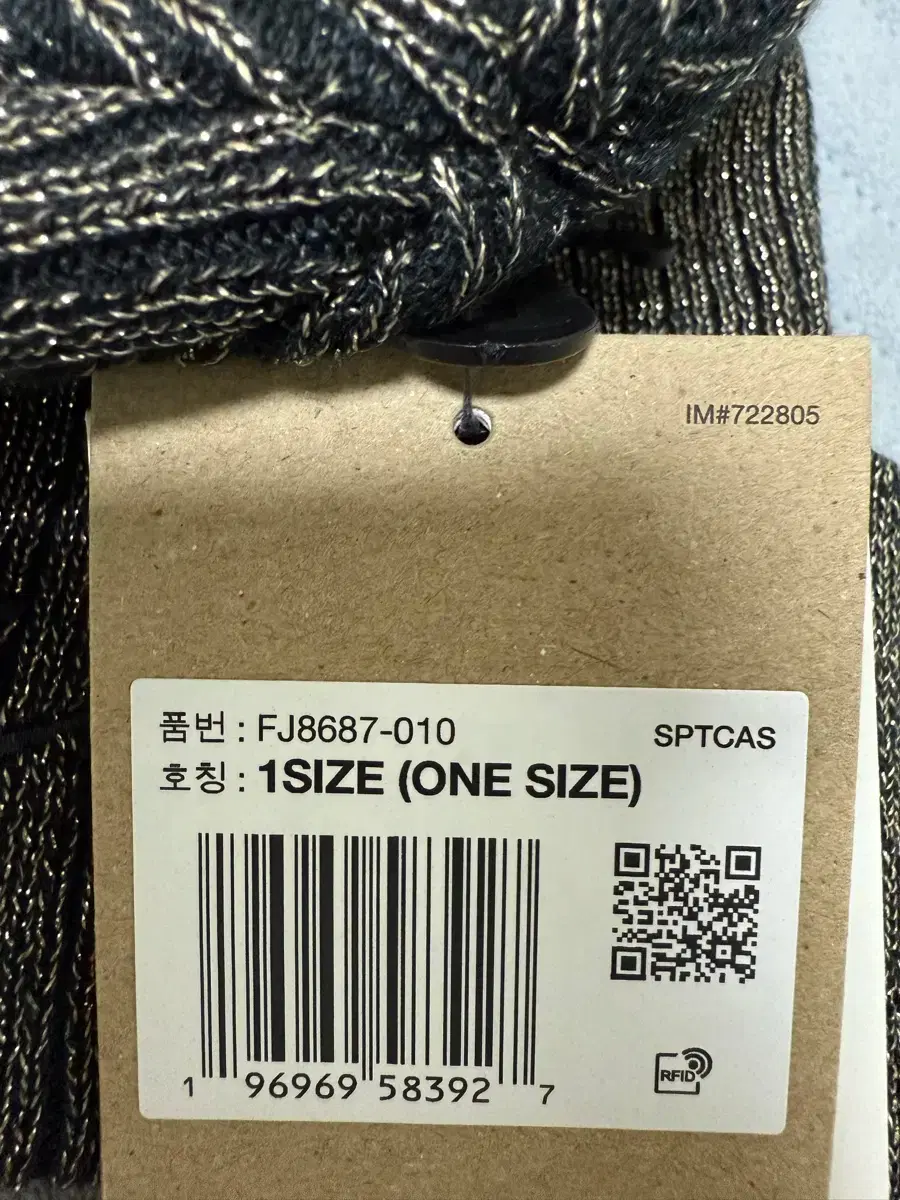 IM#722805
품번 : FJ8687-010
SPTCAS
호칭 : 1SIZE (ONE SIZE)
1 96969 58392 7
RFID